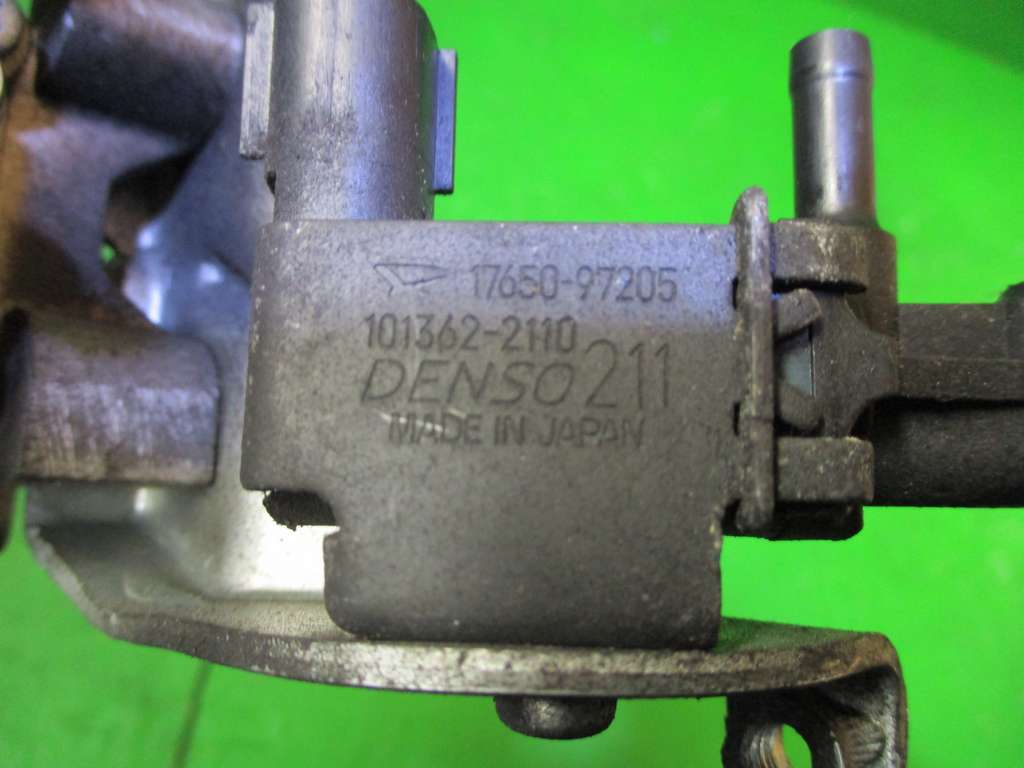 17650-97205
101362-2110
DENSO 211
MADE IN JAPAN